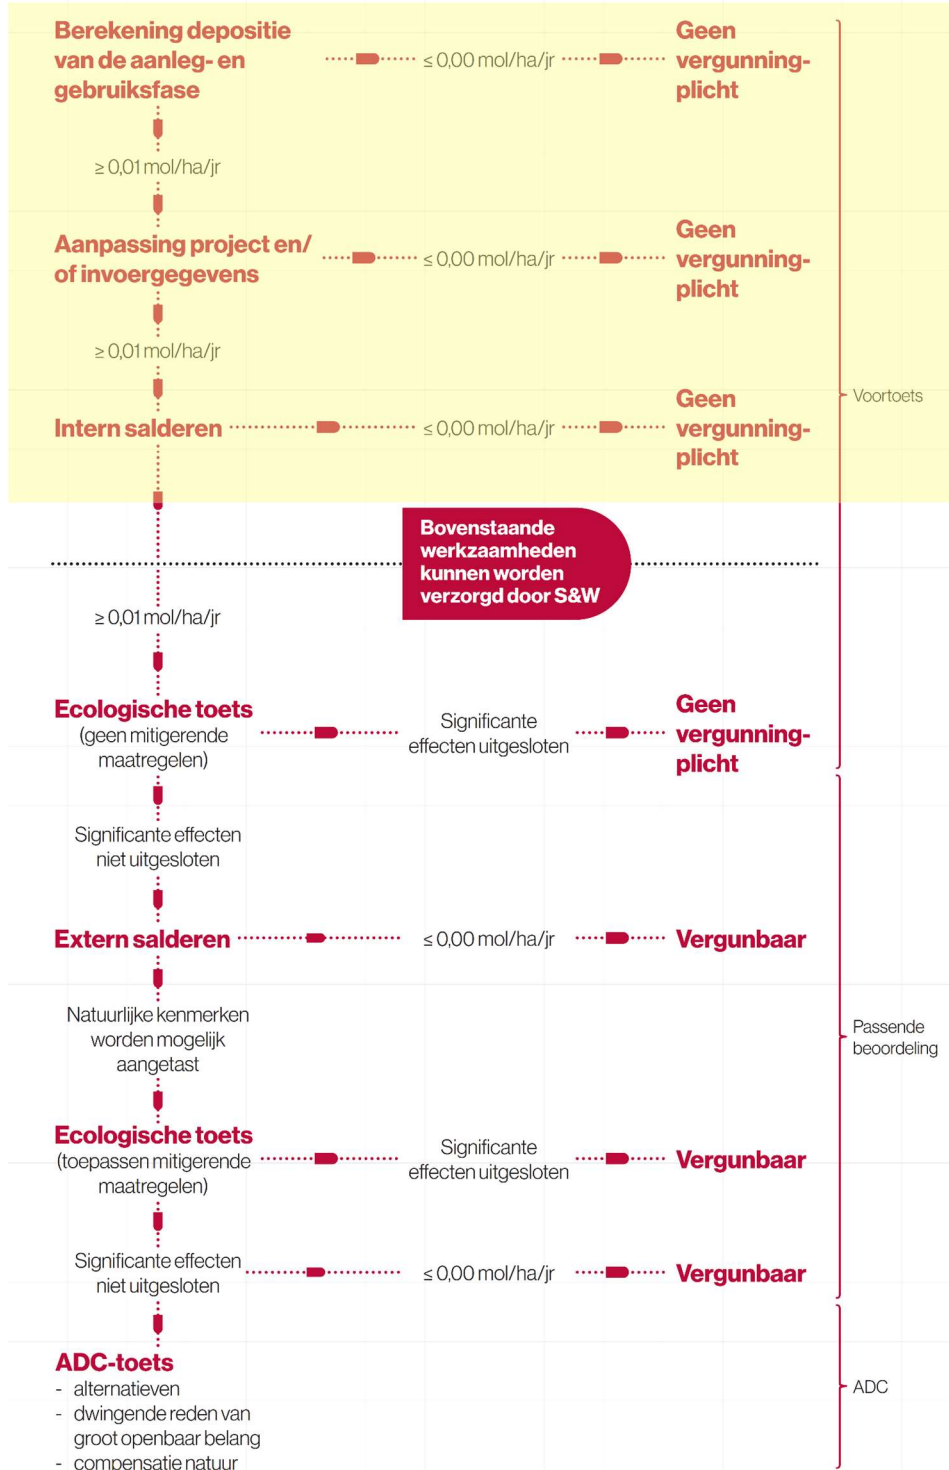 Berekening depositie
van de aanleg- en
gebruiksfase
≤ 0,00 mol/ha/jr
Geen
vergunning-
plicht
≥ 0,01 mol/ha/jr
Aanpassing project en/
of invoergegevens
≤ 0,00 mol/ha/jr
Geen
vergunning-
plicht
≥ 0,01 mol/ha/jr
Voortoets
Intern salderen
≤ 0,00 mol/ha/jr
Geen
vergunning-
plicht
Bovenstaande
werkzaamheden
kunnen worden
verzorgd door S&W
≥ 0,01 mol/ha/jr
Ecologische toets
(geen mitigerende
maatregelen)
Significante
effecten uitgesloten
Geen
vergunning-
plicht
Significante effecten
niet uitgesloten
Extern salderen
≤ 0,00 mol/ha/jr
Vergunbaar
Natuurlijke kenmerken
worden mogelijk
aangetast
Passende
beoordeling
Ecologische toets
(toepassen mitigerende
maatregelen)
Significante
effecten uitgesloten
Vergunbaar
Significante effecten
niet uitgesloten
≤ 0,00 mol/ha/jr
Vergunbaar
ADC-toets
- alternatieven
- dwingende reden van
groot openbaar belang
- compensatie natuur
ADC